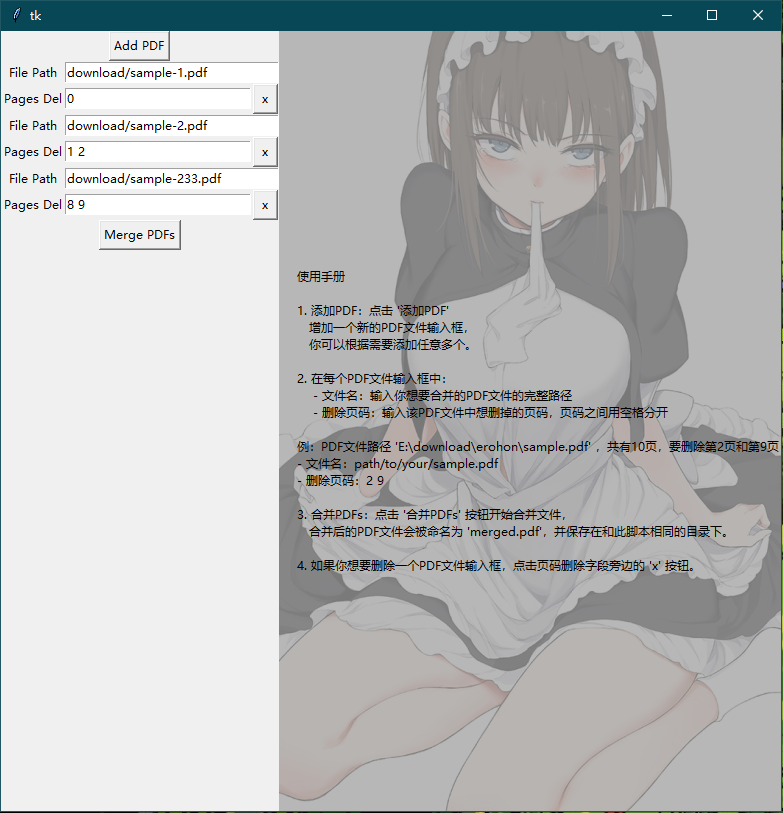 tk
Add PDF
File Path download/sample-1.pdf
Pages Del 0 x
File Path download/sample-2.pdf
Pages Del 1 2 x
File Path download/sample-233.pdf
Pages Del 8 9 x
Merge PDFs
使用手册
1. 添加PDF：点击 '添加PDF'
增加一个新的PDF文件输入框，
你可以根据需要添加任意多个。
2. 在每个PDF文件输入框中：
- 文件名：输入你想要合并的PDF文件的完整路径
- 删除页码：输入该PDF文件中想删掉的页码，页码之间用空格分开
例：PDF文件路径 'E:\download\erohon\sample.pdf' ，共有10页，要删除第2页和第9页
- 文件名：path/to/your/sample.pdf
- 删除页码：2 9
3. 合并PDFs：点击 '合并PDFs' 按钮开始合并文件，
合并后的PDF文件会被命名为 'merged.pdf'，并保存在和此脚本相同的目录下。
4. 如果你想要删除一个PDF文件输入框，点击页码删除字段旁边的 'x' 按钮。